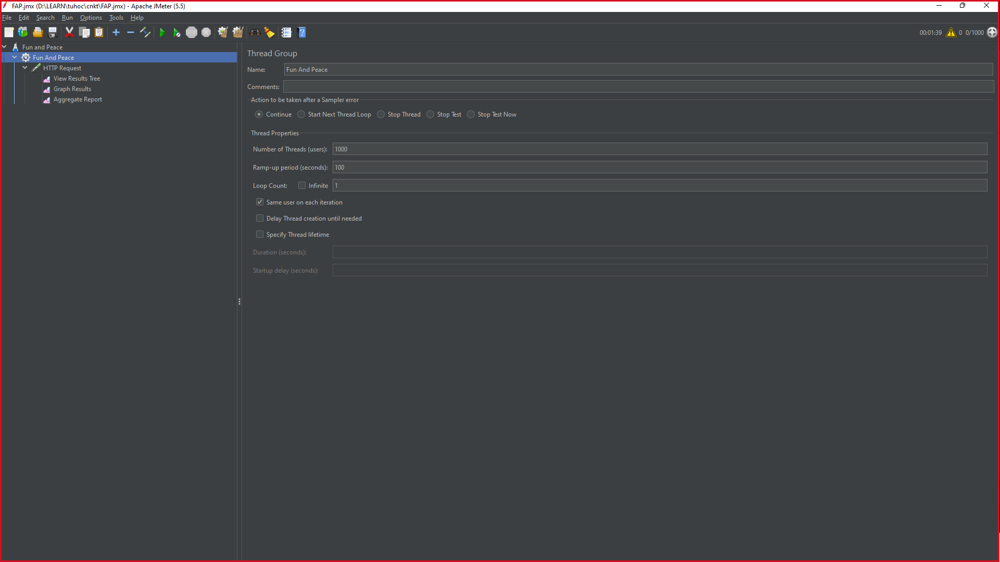 FAP.jmx (D:\LEARN\tuhoc\cnkt\FAP.jmx) - Apache JMeter (5.5)
File Edit Search Run Options Tools Help
00:01:39 0 0/1000
Fun and Peace
Fun And Peace
HTTP Request
View Results Tree
Graph Results
Aggregate Report
Thread Group
Name: Fun And Peace
Comments:
Action to be taken after a Sampler error
Continue Start Next Thread Loop Stop Thread Stop Test Stop Test Now
Thread Properties
Number of Threads (users): 1000
Ramp-up period (seconds): 100
Loop Count: Infinite 1
Same user on each iteration
Delay Thread creation until needed
Specify Thread lifetime
Duration (seconds):
Startup delay (seconds):